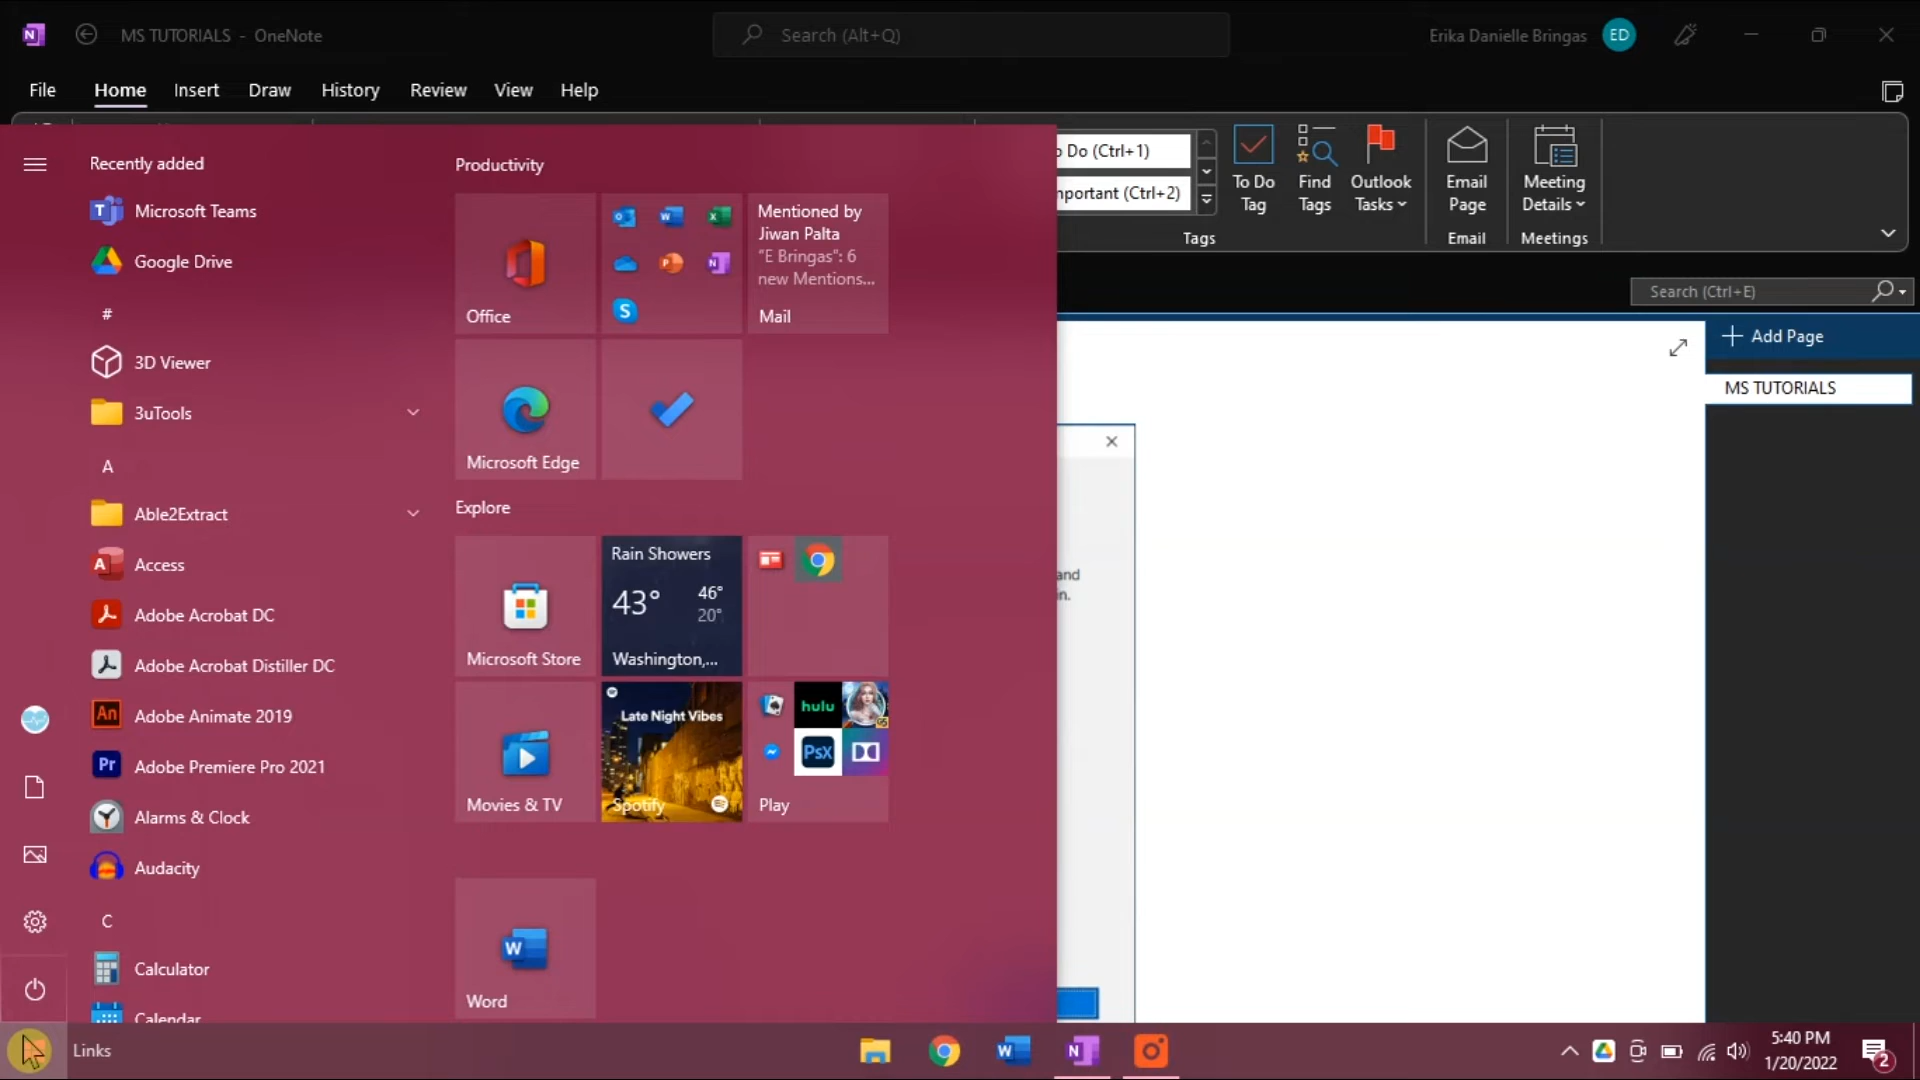 MS TUTORIALS - OneNote
Search (Alt+Q)
Erika Danielle Bringas
ED
File
Home
Insert
Draw
History
Review
View
Help
Do (Ctrl+1)
(Ctrl+2)
To Do
Tag
Find
Tags
Outlook
Tasks
Email
Page
Meeting
Details
Tags
Email
Meetings
Search (Ctrl+E)
Add Page
MS TUTORIALS
Recently added
Microsoft Teams
Google Drive
#
3D Viewer
3uTools
A
Able2Extract
Access
Adobe Acrobat DC
Adobe Acrobat Distiller DC
An
Adobe Animate 2019
Pr
Adobe Premiere Pro 2021
Alarms & Clock
Audacity
C
Calculator
Calendar
Productivity
Office
Mentioned by
Jiwan Palta
"E Bringas": 6
new Mentions...
Mail
Microsoft Edge
Explore
Microsoft Store
Rain Showers
43°
46°
20°
Washington,...
Movies & TV
Late Night Vibes
Spotify
hulu
PsX
Play
Word
and
Links
5:40 PM
1/20/2022
2